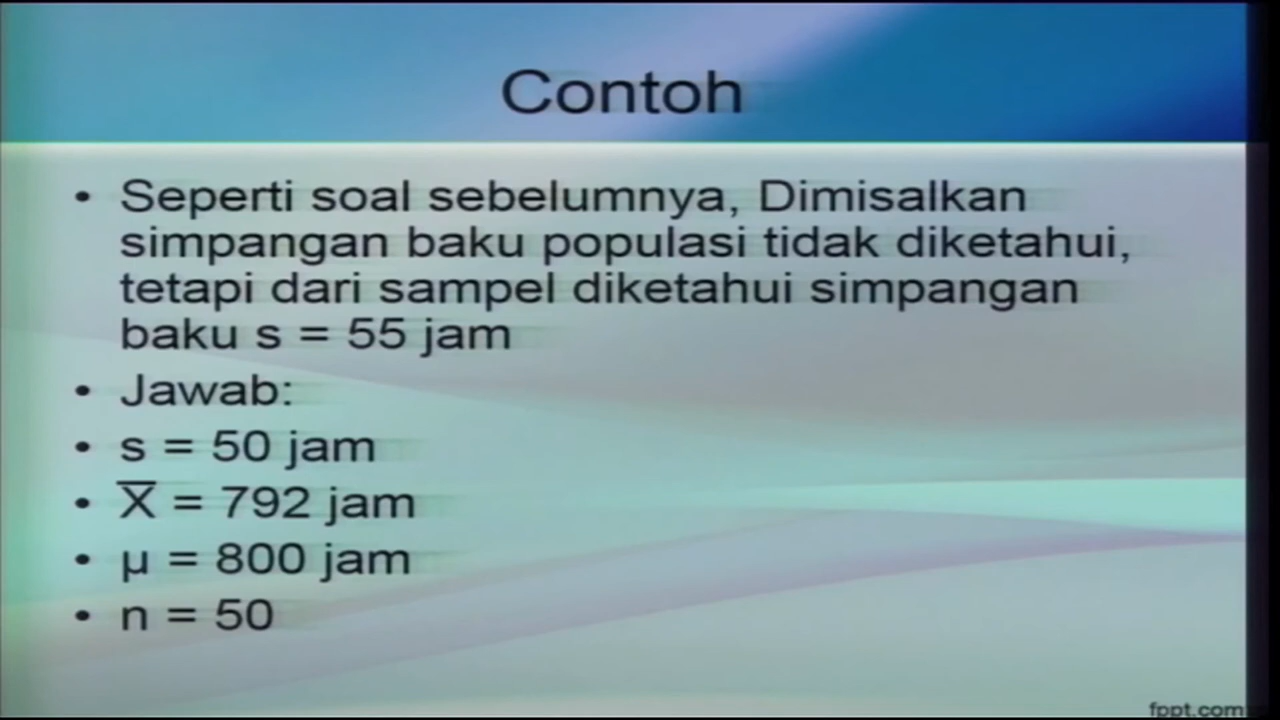 Contoh
• Seperti soal sebelumnya, Dimisalkan
simpangan baku populasi tidak diketahui,
tetapi dari sampel diketahui simpangan
baku s = 55 jam
• Jawab:
• s = 50 jam
• X̅ = 792 jam
• μ = 800 jam
• n = 50
fppt.com